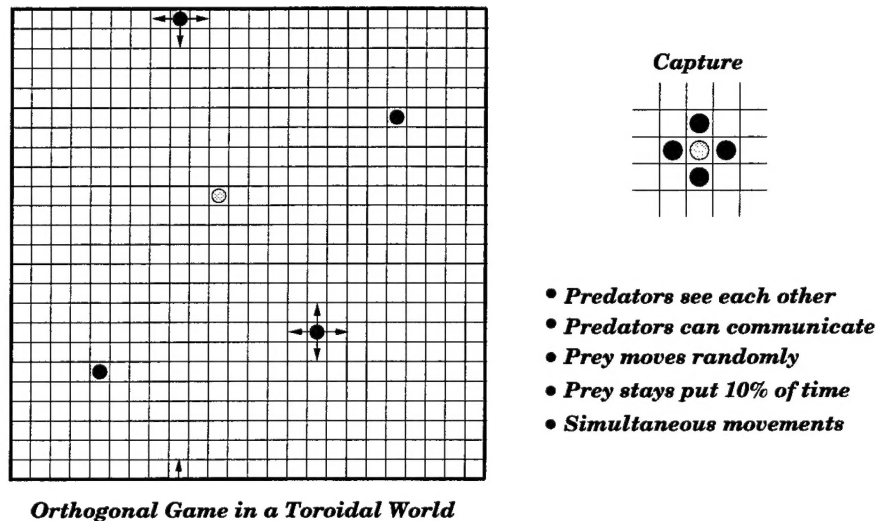 Capture
● Predators see each other
● Predators can communicate
● Prey moves randomly
● Prey stays put 10% of time
● Simultaneous movements
Orthogonal Game in a Toroidal World